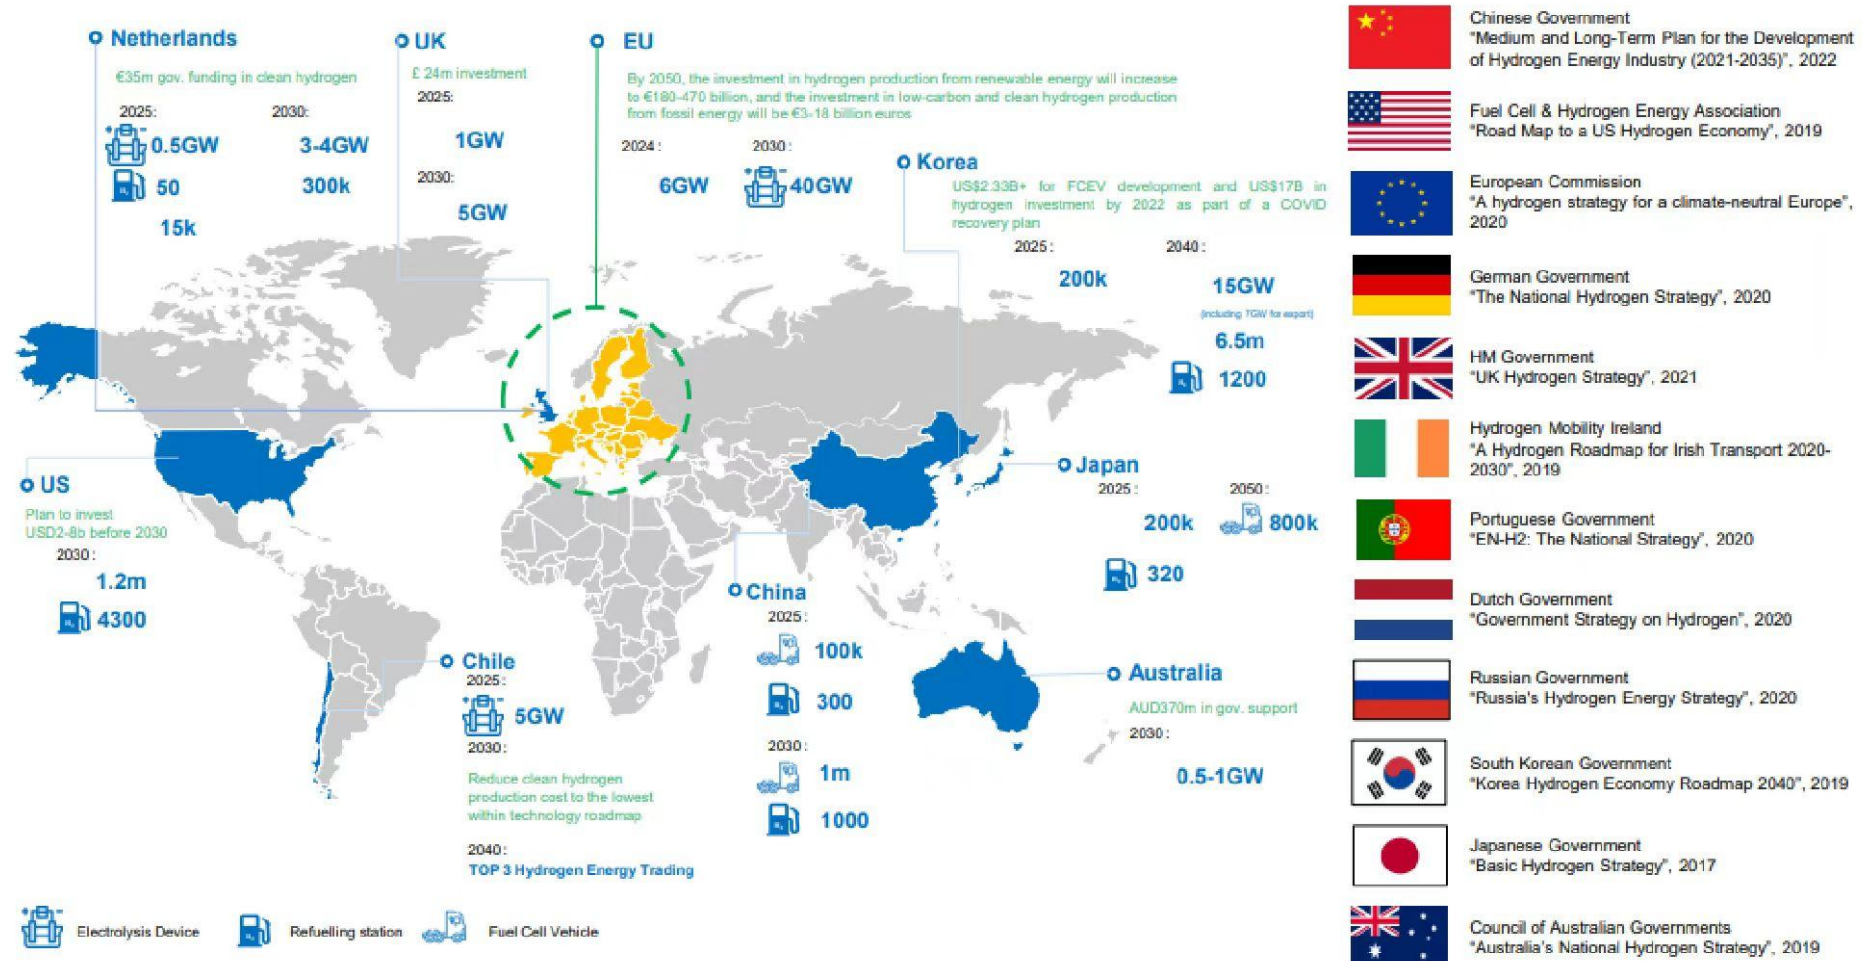 Netherlands
€35m gov. funding in clean hydrogen
2025:
2030:
0.5GW
3-4GW
50
300k
15k
UK
£ 24m investment
2025:
1GW
2030:
5GW
EU
By 2050, the investment in hydrogen production from renewable energy will increase
to €180-470 billion, and the investment in low-carbon and clean hydrogen production
from fossil energy will be €3-18 billion euros
2024 :
2030 :
6GW
40GW
Korea
US$2.33B+ for FCEV development and US$17B in
hydrogen investment by 2022 as part of a COVID
recovery plan
2025 :
2040 :
200k
15GW
(including 7GW for export)
6.5m
1200
US
Plan to invest
USD2-8b before 2030
2030 :
1.2m
4300
Japan
2025 :
2050 :
200k
800k
320
China
2025 :
100k
300
2030 :
1m
1000
Chile
2025 :
5GW
2030 :
Reduce clean hydrogen
production cost to the lowest
within technology roadmap
2040 :
TOP 3 Hydrogen Energy Trading
Australia
AUD370m in gov. support
2030 :
0.5-1GW
Electrolysis Device
Refuelling station
Fuel Cell Vehicle
Chinese Government
"Medium and Long-Term Plan for the Development
of Hydrogen Energy Industry (2021-2035)", 2022
Fuel Cell & Hydrogen Energy Association
"Road Map to a US Hydrogen Economy", 2019
European Commission
"A hydrogen strategy for a climate-neutral Europe",
2020
German Government
"The National Hydrogen Strategy", 2020
HM Government
"UK Hydrogen Strategy", 2021
Hydrogen Mobility Ireland
"A Hydrogen Roadmap for Irish Transport 2020-
2030", 2019
Portuguese Government
"EN-H2: The National Strategy", 2020
Dutch Government
"Government Strategy on Hydrogen", 2020
Russian Government
"Russia's Hydrogen Energy Strategy", 2020
South Korean Government
"Korea Hydrogen Economy Roadmap 2040", 2019
Japanese Government
"Basic Hydrogen Strategy", 2017
Council of Australian Governments
"Australia's National Hydrogen Strategy", 2019